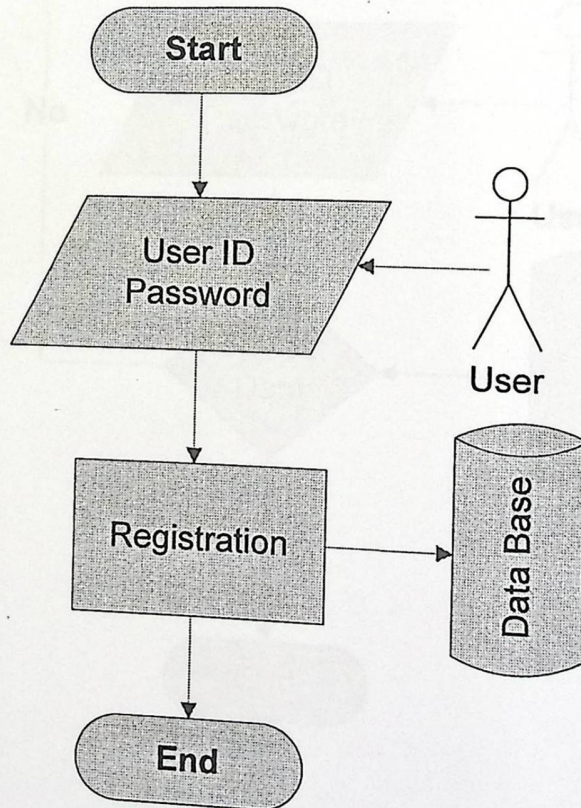 Start
User ID
Password
User
Registration
Data Base
End